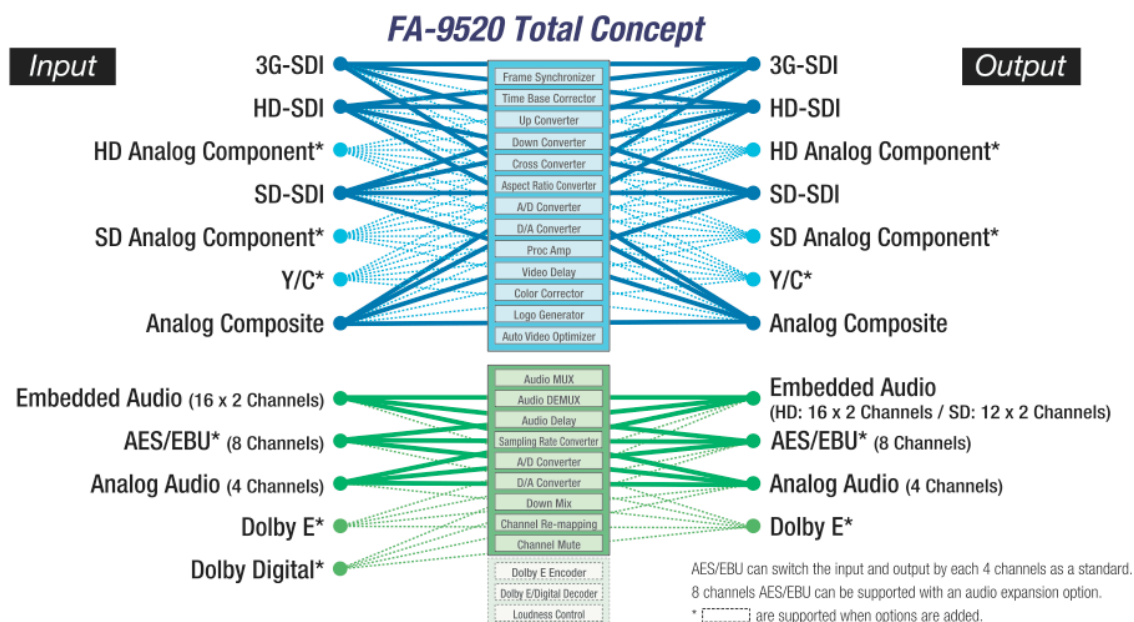 FA-9520 Total Concept
Input
Output
3G-SDI
HD-SDI
HD Analog Component*
SD-SDI
SD Analog Component*
Y/C*
Analog Composite
Frame Synchronizer
Time Base Corrector
Up Converter
Down Converter
Cross Converter
Aspect Ratio Converter
A/D Converter
D/A Converter
Proc Amp
Video Delay
Color Corrector
Logo Generator
Auto Video Optimizer
3G-SDI
HD-SDI
HD Analog Component*
SD-SDI
SD Analog Component*
Y/C*
Analog Composite
Embedded Audio (16 x 2 Channels)
AES/EBU* (8 Channels)
Analog Audio (4 Channels)
Dolby E*
Dolby Digital*
Audio MUX
Audio DEMUX
Audio Delay
Sampling Rate Converter
A/D Converter
D/A Converter
Down Mix
Channel Re-mapping
Channel Mute
Dolby E Encoder
Dolby E/Digital Decoder
Loudness Control
Embedded Audio
(HD: 16 x 2 Channels / SD: 12 x 2 Channels)
AES/EBU* (8 Channels)
Analog Audio (4 Channels)
Dolby E*
AES/EBU can switch the input and output by each 4 channels as a standard.
8 channels AES/EBU can be supported with an audio expansion option.
* are supported when options are added.